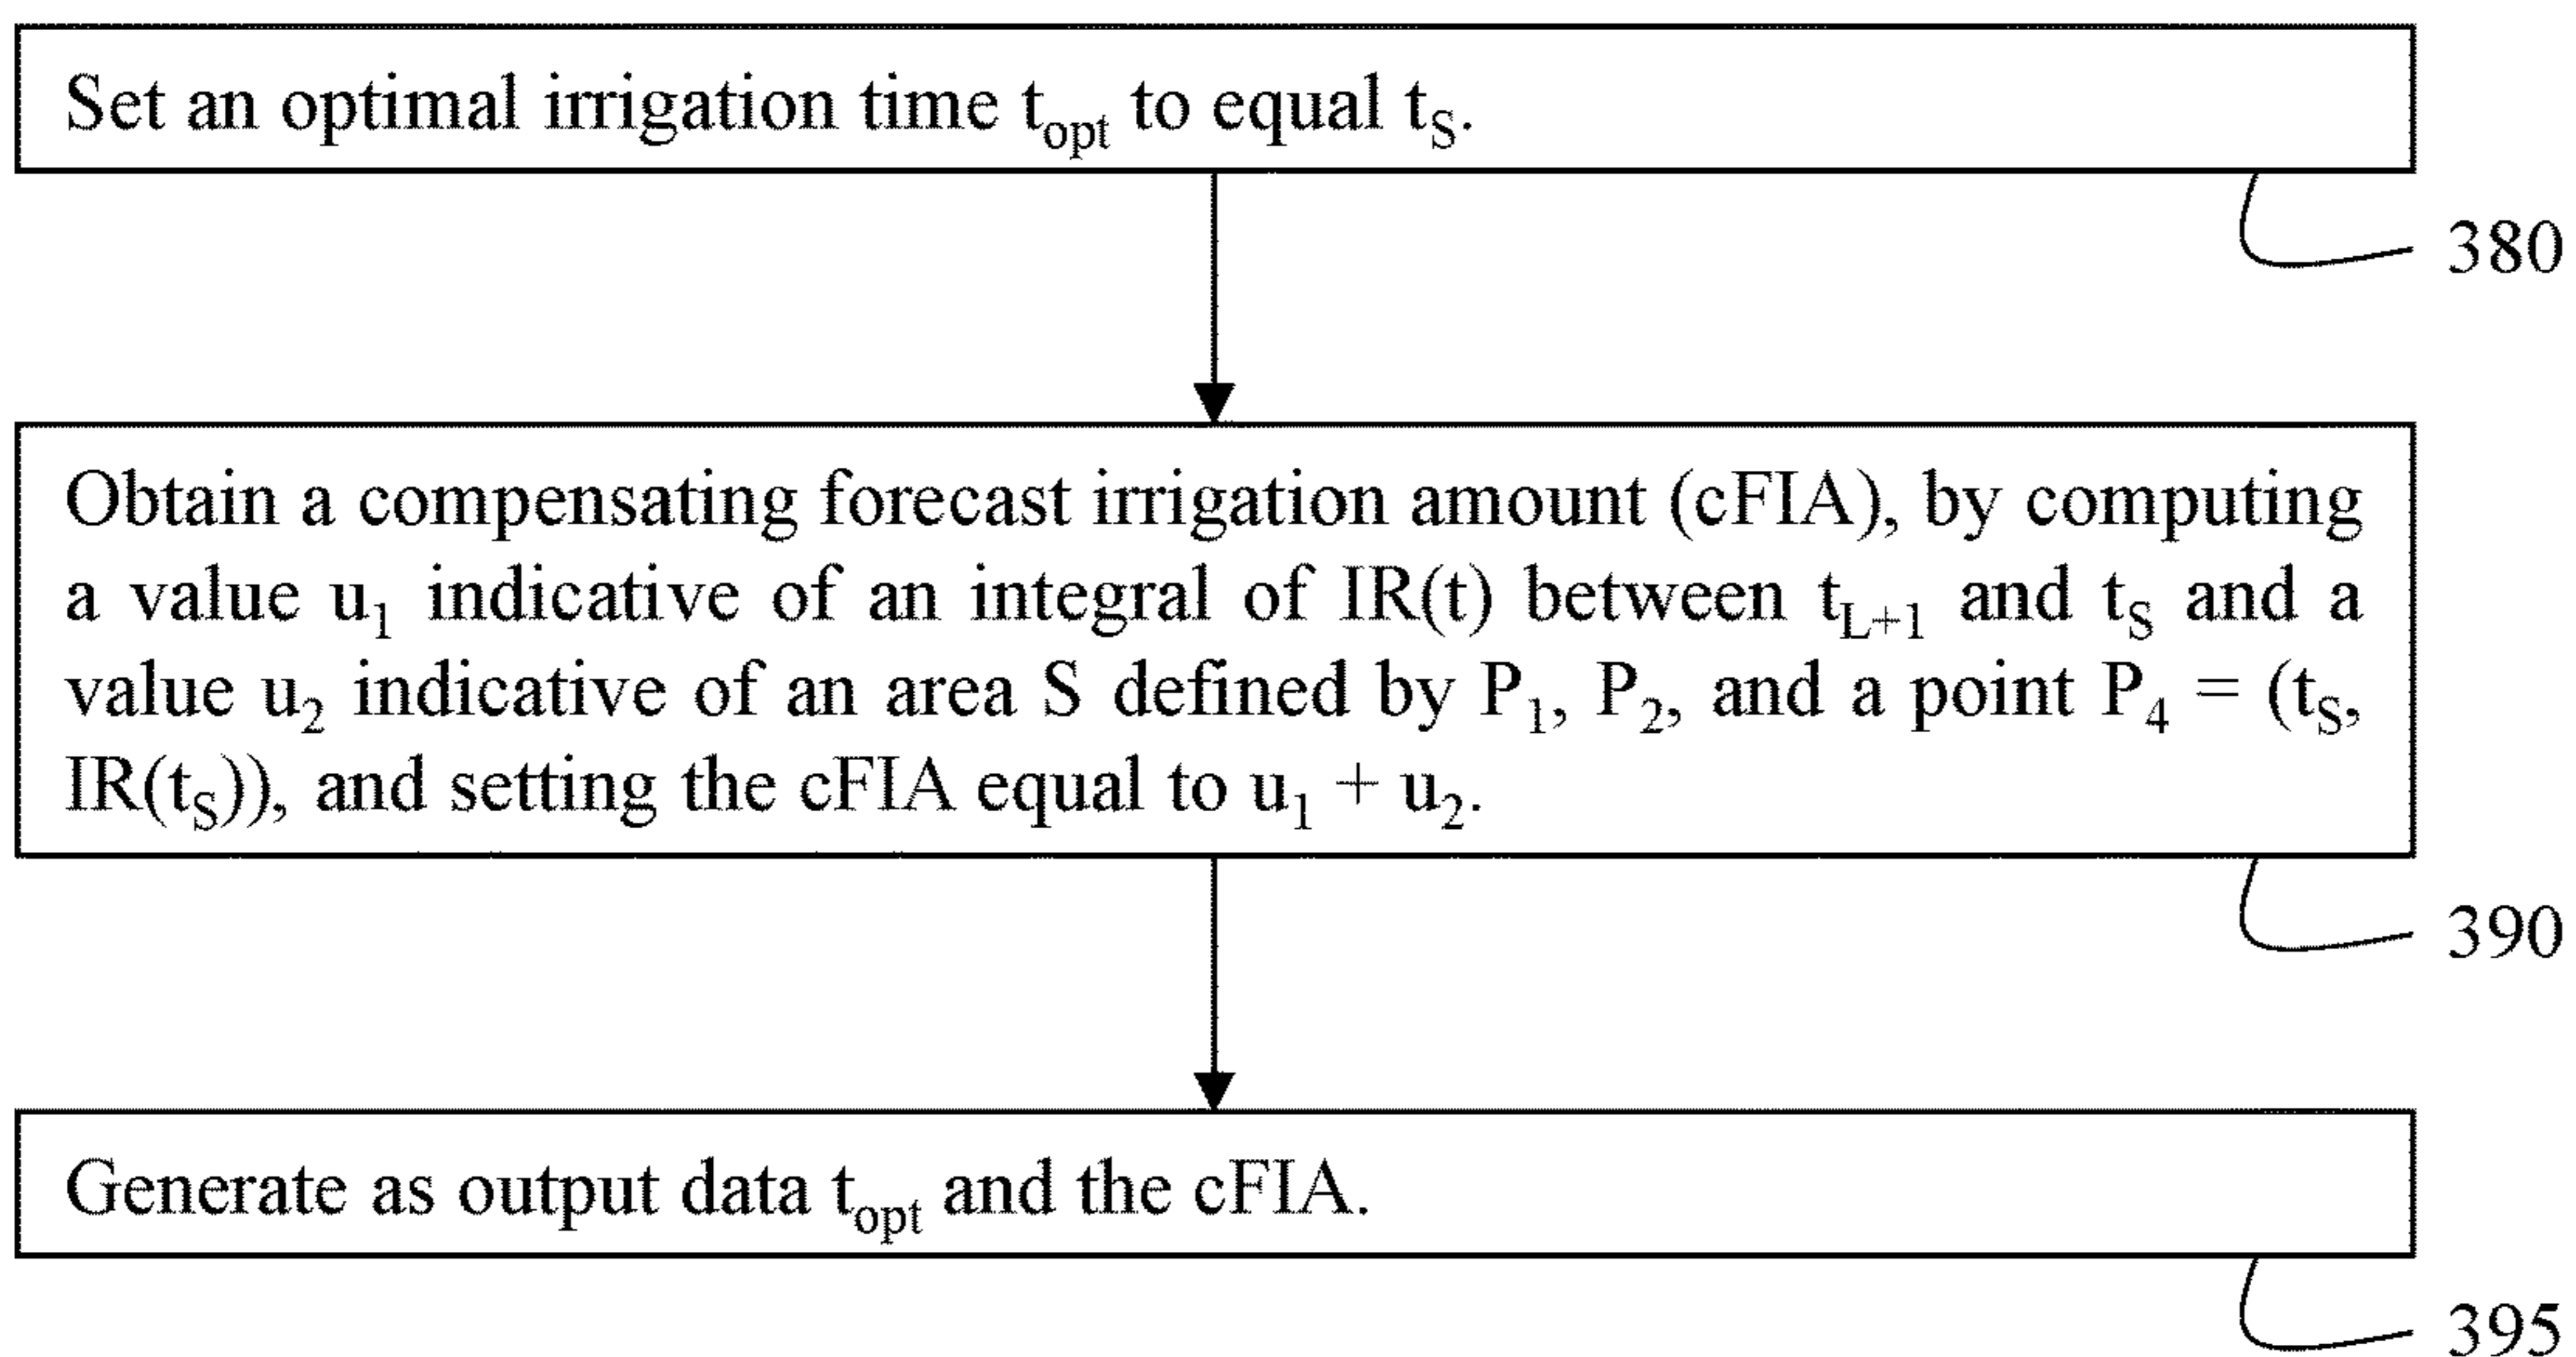 Set an optimal irrigation time t_opt to equal t_S.
380
Obtain a compensating forecast irrigation amount (cFIA), by computing
a value u_1 indicative of an integral of IR(t) between t_{L+1} and t_S and a
value u_2 indicative of an area S defined by P_1, P_2, and a point P_4 = (t_S,
IR(t_S)), and setting the cFIA equal to u_1 + u_2.
390
Generate as output data t_opt and the cFIA.
395